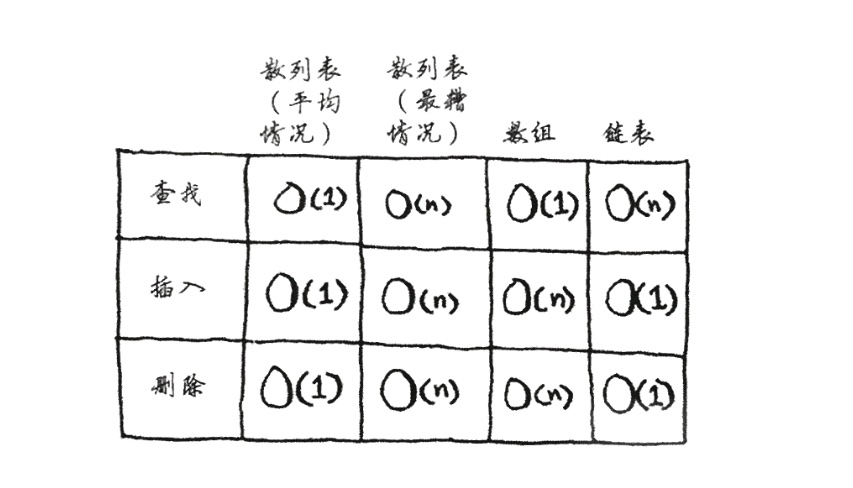 散列表 散列表
（平均 （最糟
情况） 情况） 数组 链表
查找 O(1) O(n) O(1) O(n)
插入 O(1) O(n) O(n) O(1)
删除 O(1) O(n) O(n) O(1)